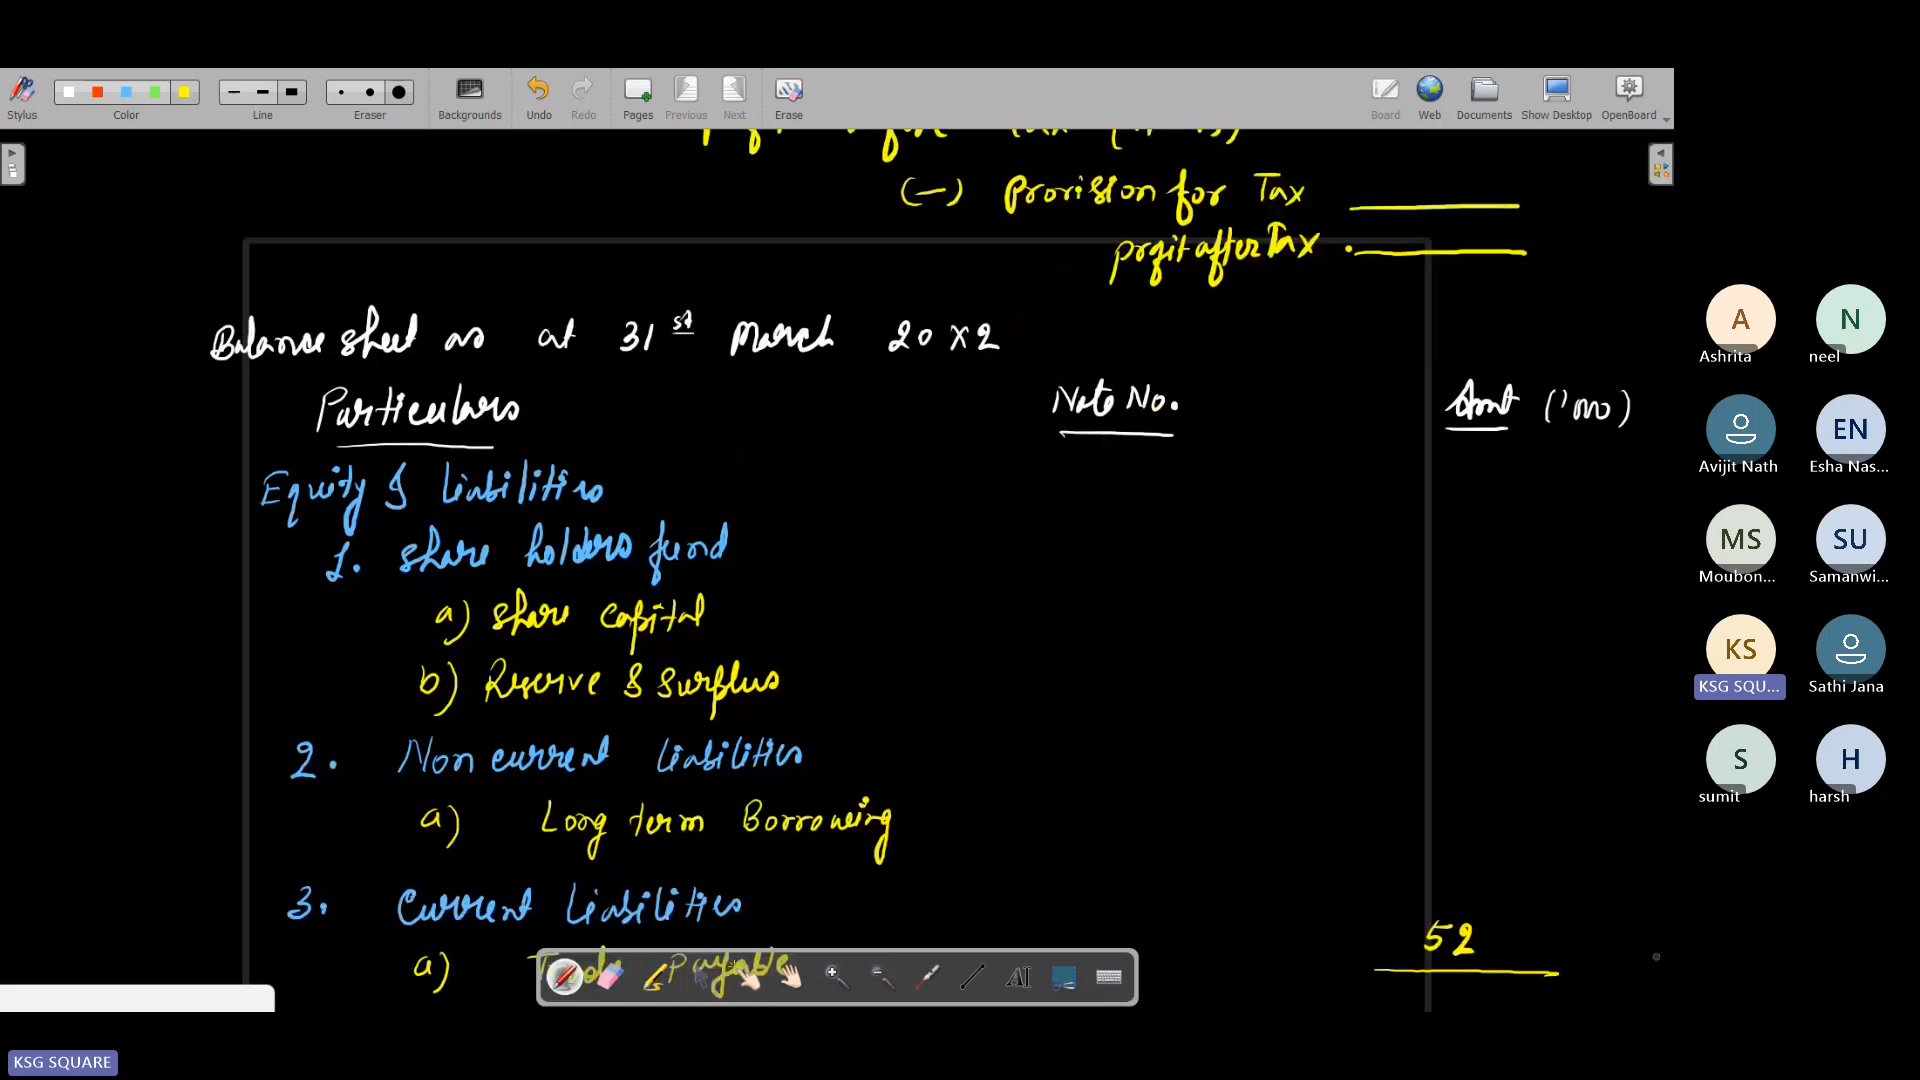 Stylus Color Line Eraser Backgrounds Undo Redo Pages Previous Next Erase Board Web Documents Show Desktop OpenBoard
Tax
(-) Provision for Tax
profit after Tax
Balance sheet as at 31st March 20X2
Particulars Note No. Amt ('000)
Equity & Liabilities
1. Share holders fund
a) Share capital
b) Reserve & Surplus
2. Non current Liabilities
a) Long term Borrowing
3. Current Liabilities
52
a) Trade Payable
A N
Ashrita neel
EN
Avijit Nath Esha Nas...
MS SU
Moubon... Samanwi...
KS
KSG SQU... Sathi Jana
S H
sumit harsh
KSG SQUARE